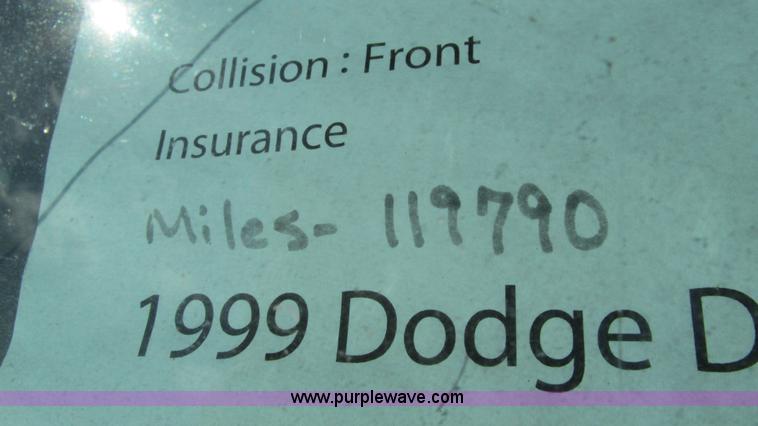 Collision : Front
Insurance
Miles- 119790
1999 Dodge D
www.purplewave.com